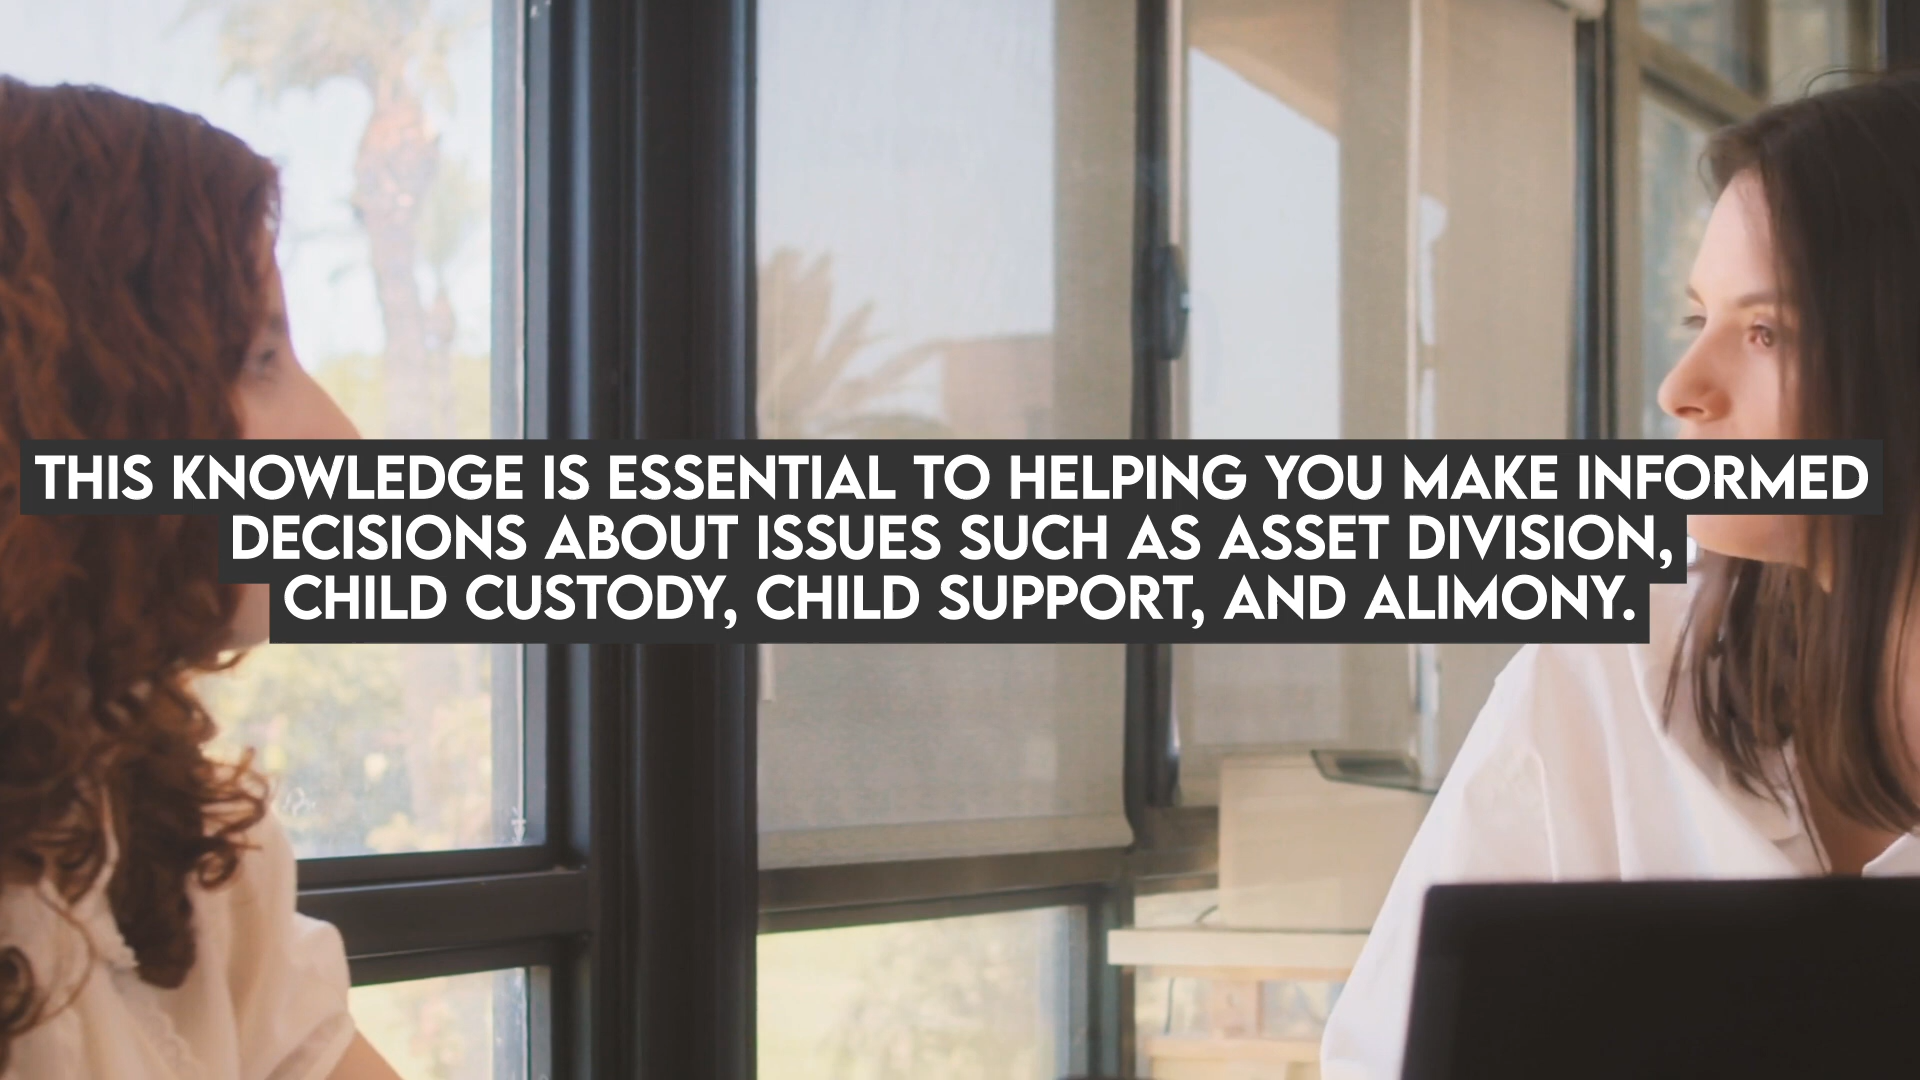 THIS KNOWLEDGE IS ESSENTIAL TO HELPING YOU MAKE INFORMED
DECISIONS ABOUT ISSUES SUCH AS ASSET DIVISION,
CHILD CUSTODY, CHILD SUPPORT, AND ALIMONY.